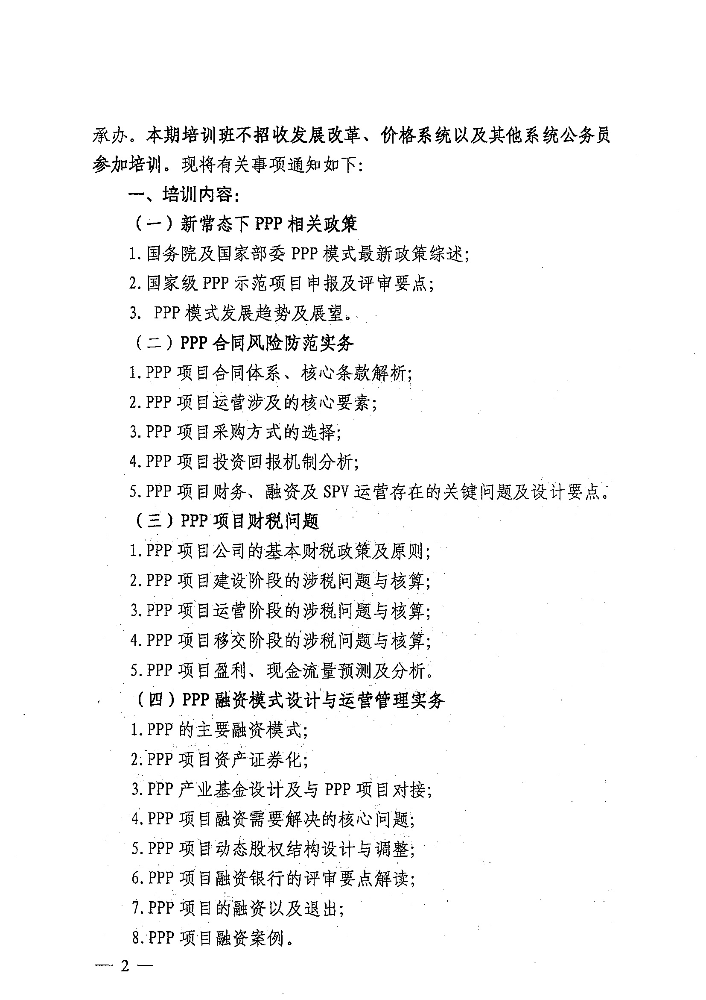 承办。本期培训班不招收发展改革、价格系统以及其他系统公务员
参加培训。现将有关事项通知如下:
一、培训内容:
（一）新常态下 PPP 相关政策
1.国务院及国家部委 PPP 模式最新政策综述;
2.国家级 PPP 示范项目申报及评审要点;
3. PPP 模式发展趋势及展望。
（二）PPP 合同风险防范实务
1.PPP 项目合同体系、核心条款解析;
2.PPP 项目运营涉及的核心要素;
3.PPP 项目采购方式的选择;
4.PPP 项目投资回报机制分析;
5.PPP 项目财务、融资及 SPV 运营存在的关键问题及设计要点。
（三）PPP 项目财税问题
1.PPP 项目公司的基本财税政策及原则;
2.PPP 项目建设阶段的涉税问题与核算;
3.PPP 项目运营阶段的涉税问题与核算;
4.PPP 项目移交阶段的涉税问题与核算;
5.PPP 项目盈利、现金流量预测及分析。
（四）PPP 融资模式设计与运营管理实务
1.PPP 的主要融资模式;
2.PPP 项目资产证券化;
3.PPP 产业基金设计及与 PPP 项目对接;
4.PPP 项目融资需要解决的核心问题;
5.PPP 项目动态股权结构设计与调整;
6.PPP 项目融资银行的评审要点解读;
7.PPP 项目的融资以及退出;
8.PPP 项目融资案例。
— 2 —